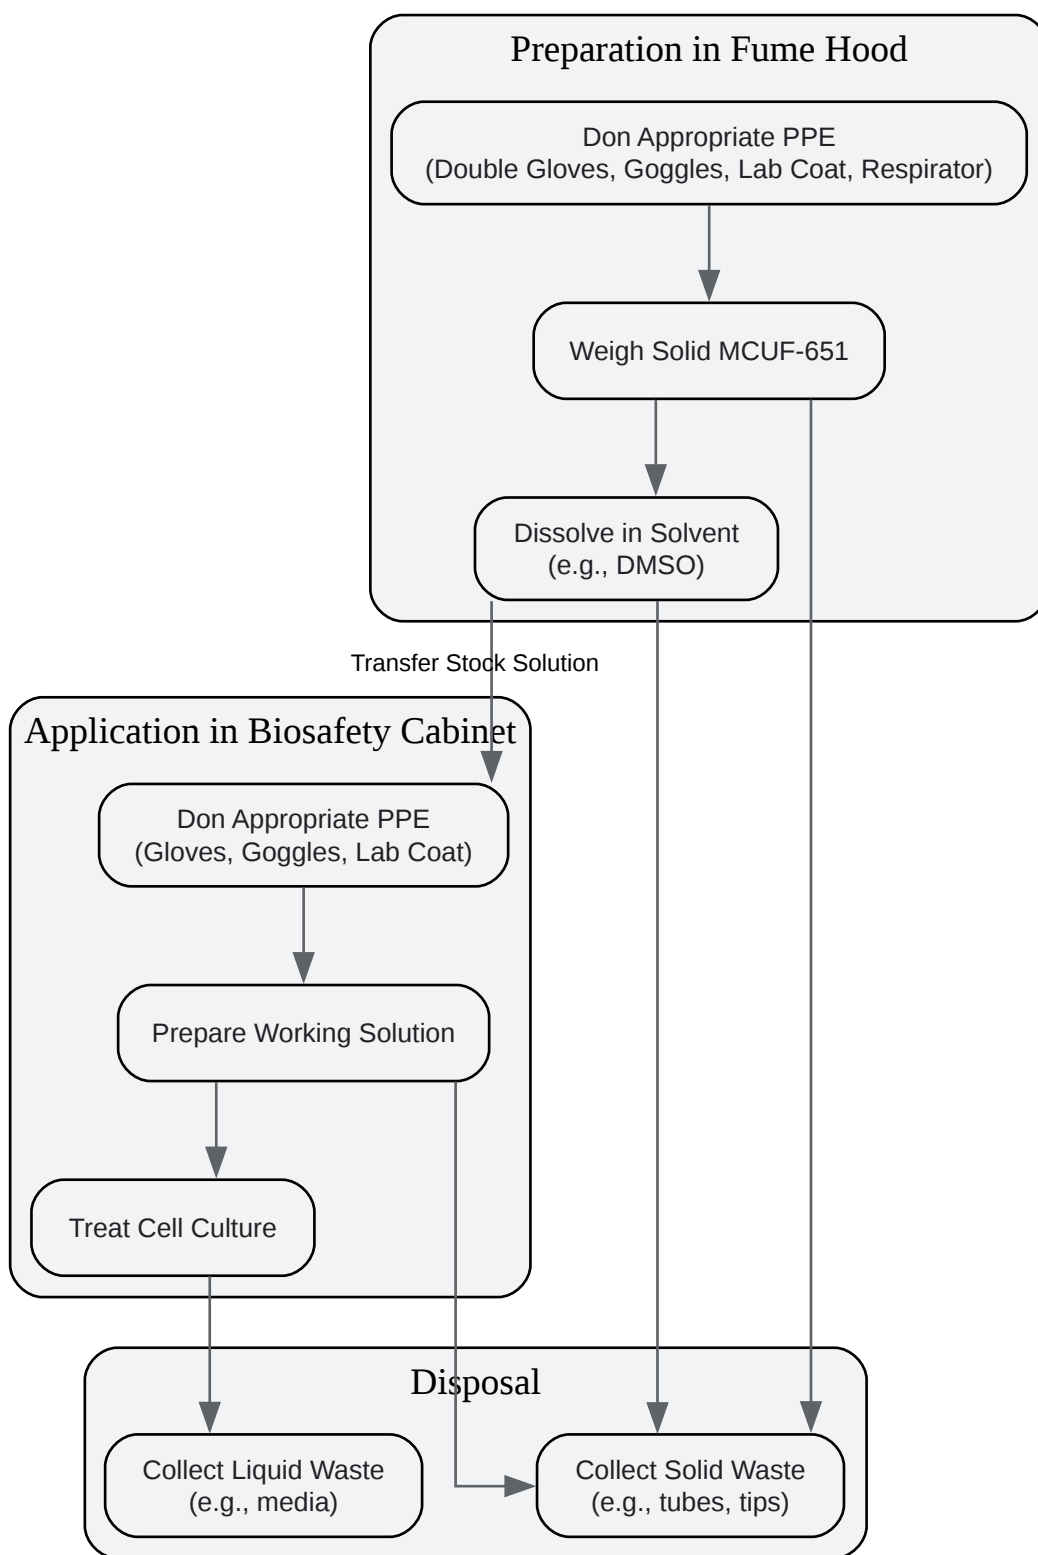 Preparation in Fume Hood
Don Appropriate PPE
(Double Gloves, Goggles, Lab Coat, Respirator)
Weigh Solid MCUF-651
Dissolve in Solvent
(e.g., DMSO)
Transfer Stock Solution
Application in Biosafety Cabinet
Don Appropriate PPE
(Gloves, Goggles, Lab Coat)
Prepare Working Solution
Treat Cell Culture
Disposal
Collect Liquid Waste
(e.g., media)
Collect Solid Waste
(e.g., tubes, tips)